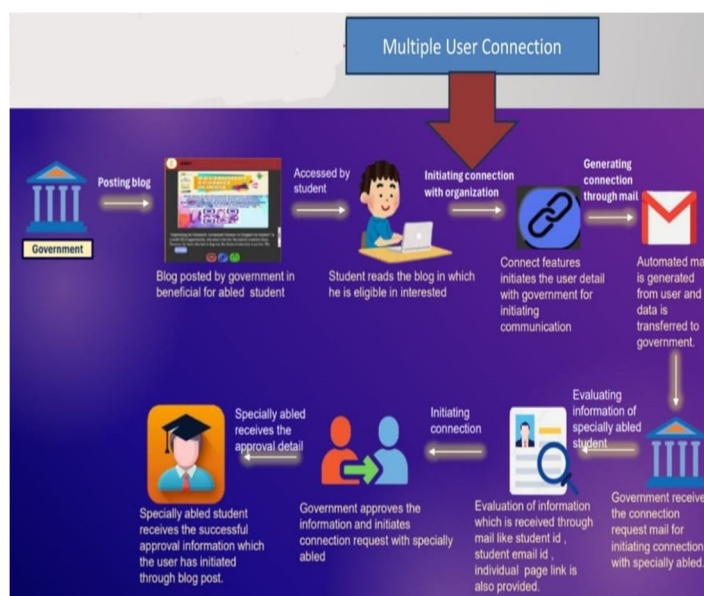 Multiple User Connection
Government
Posting blog
Blog posted by government in
beneficial for abled student
Accessed by
student
Student reads the blog in which
he is eligible in interested
Initiating connection
with organization
Connect features
initiates the user detail
with government for
initiating
communication
Generating
connection
through mail
Automated ma
is generated
from user and
data is
transferred to
government.
Government receive
the connection
request mail for
initiating connection
with specially abled.
Evaluating
information of
specially abled
student
Evaluation of information
which is received through
mail like student id ,
student email id ,
individual page link is
also provided.
Initiating
connection
Government approves the
information and initiates
connection request with specially
abled
Specially abled
receives the
approval detail
Specially abled student
receives the successful
approval information which
the user has initiated
through blog post.